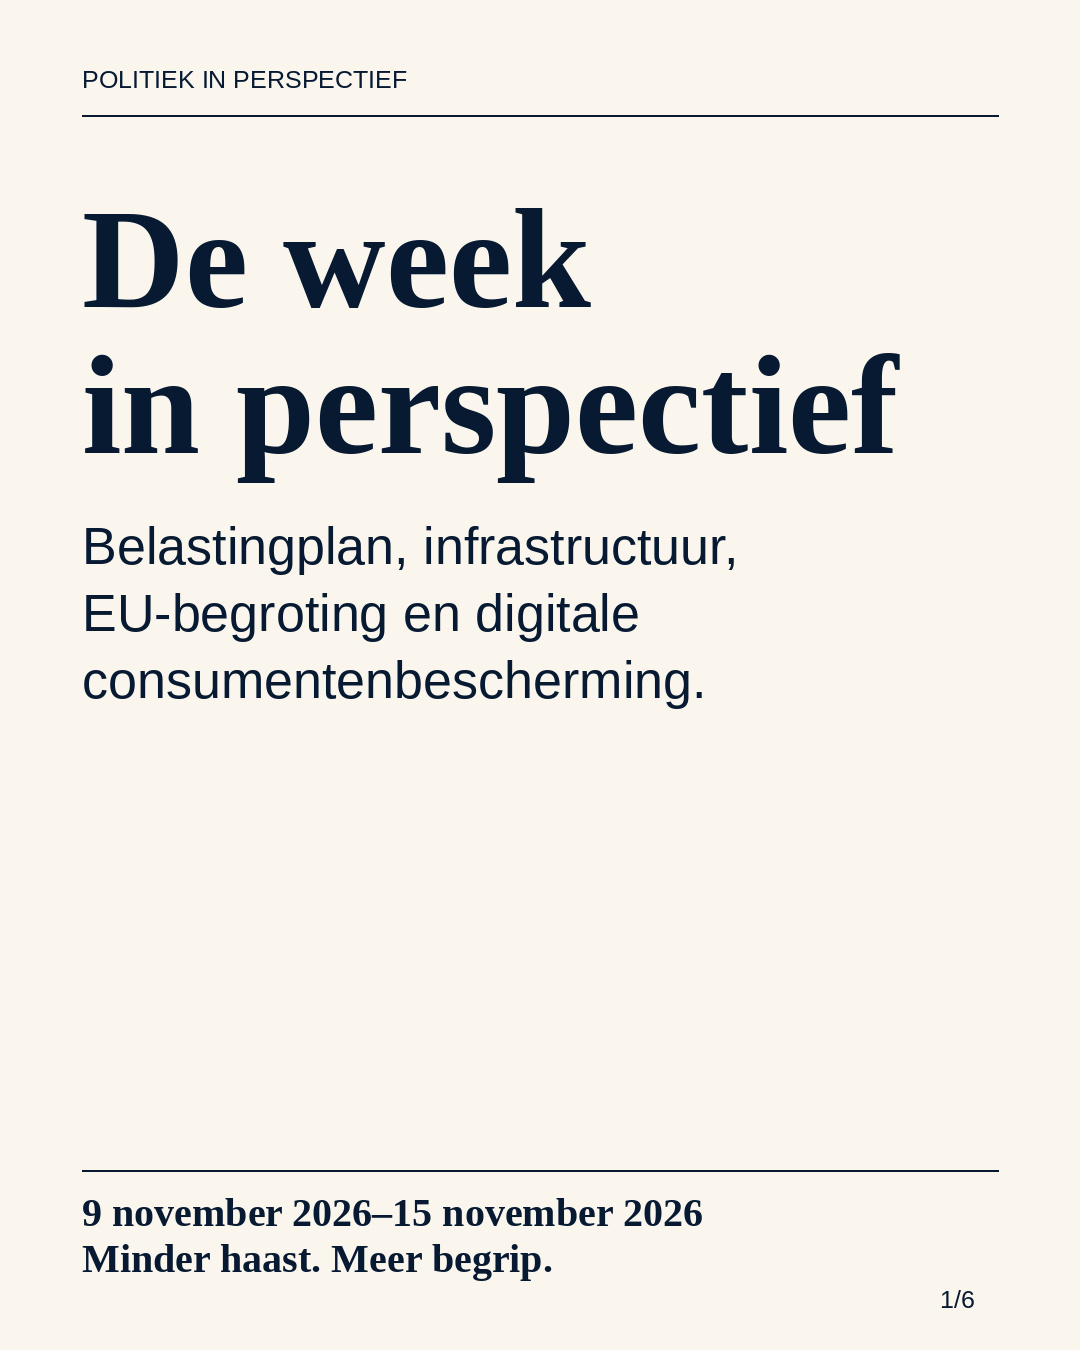 POLITIEK IN PERSPECTIEF
De week
in perspectief
Belastingplan, infrastructuur,
EU-begroting en digitale
consumentenbescherming.
9 november 2026–15 november 2026
Minder haast. Meer begrip.
1/6